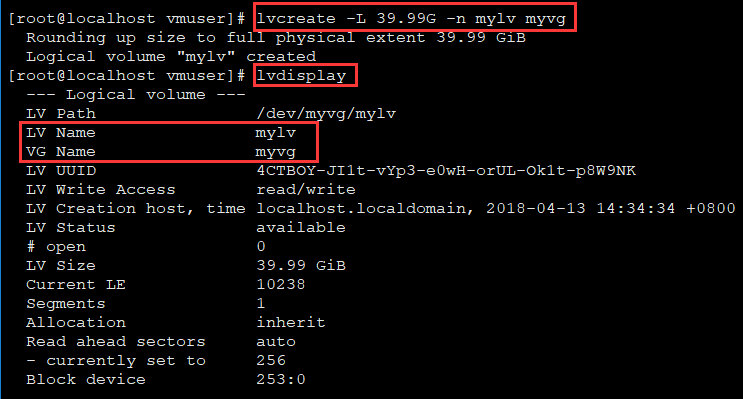 [root@localhost vmuser]# lvcreate -L 39.99G -n mylv myvg
  Rounding up size to full physical extent 39.99 GiB
  Logical volume "mylv" created
[root@localhost vmuser]# lvdisplay
  --- Logical volume ---
  LV Path                /dev/myvg/mylv
  LV Name                mylv
  VG Name                myvg
  LV UUID                4CTBOY-JI1t-vYp3-e0wH-orUL-Ok1t-p8W9NK
  LV Write Access        read/write
  LV Creation host, time localhost.localdomain, 2018-04-13 14:34:34 +0800
  LV Status              available
  # open                 0
  LV Size                39.99 GiB
  Current LE             10238
  Segments               1
  Allocation             inherit
  Read ahead sectors     auto
  - currently set to     256
  Block device           253:0